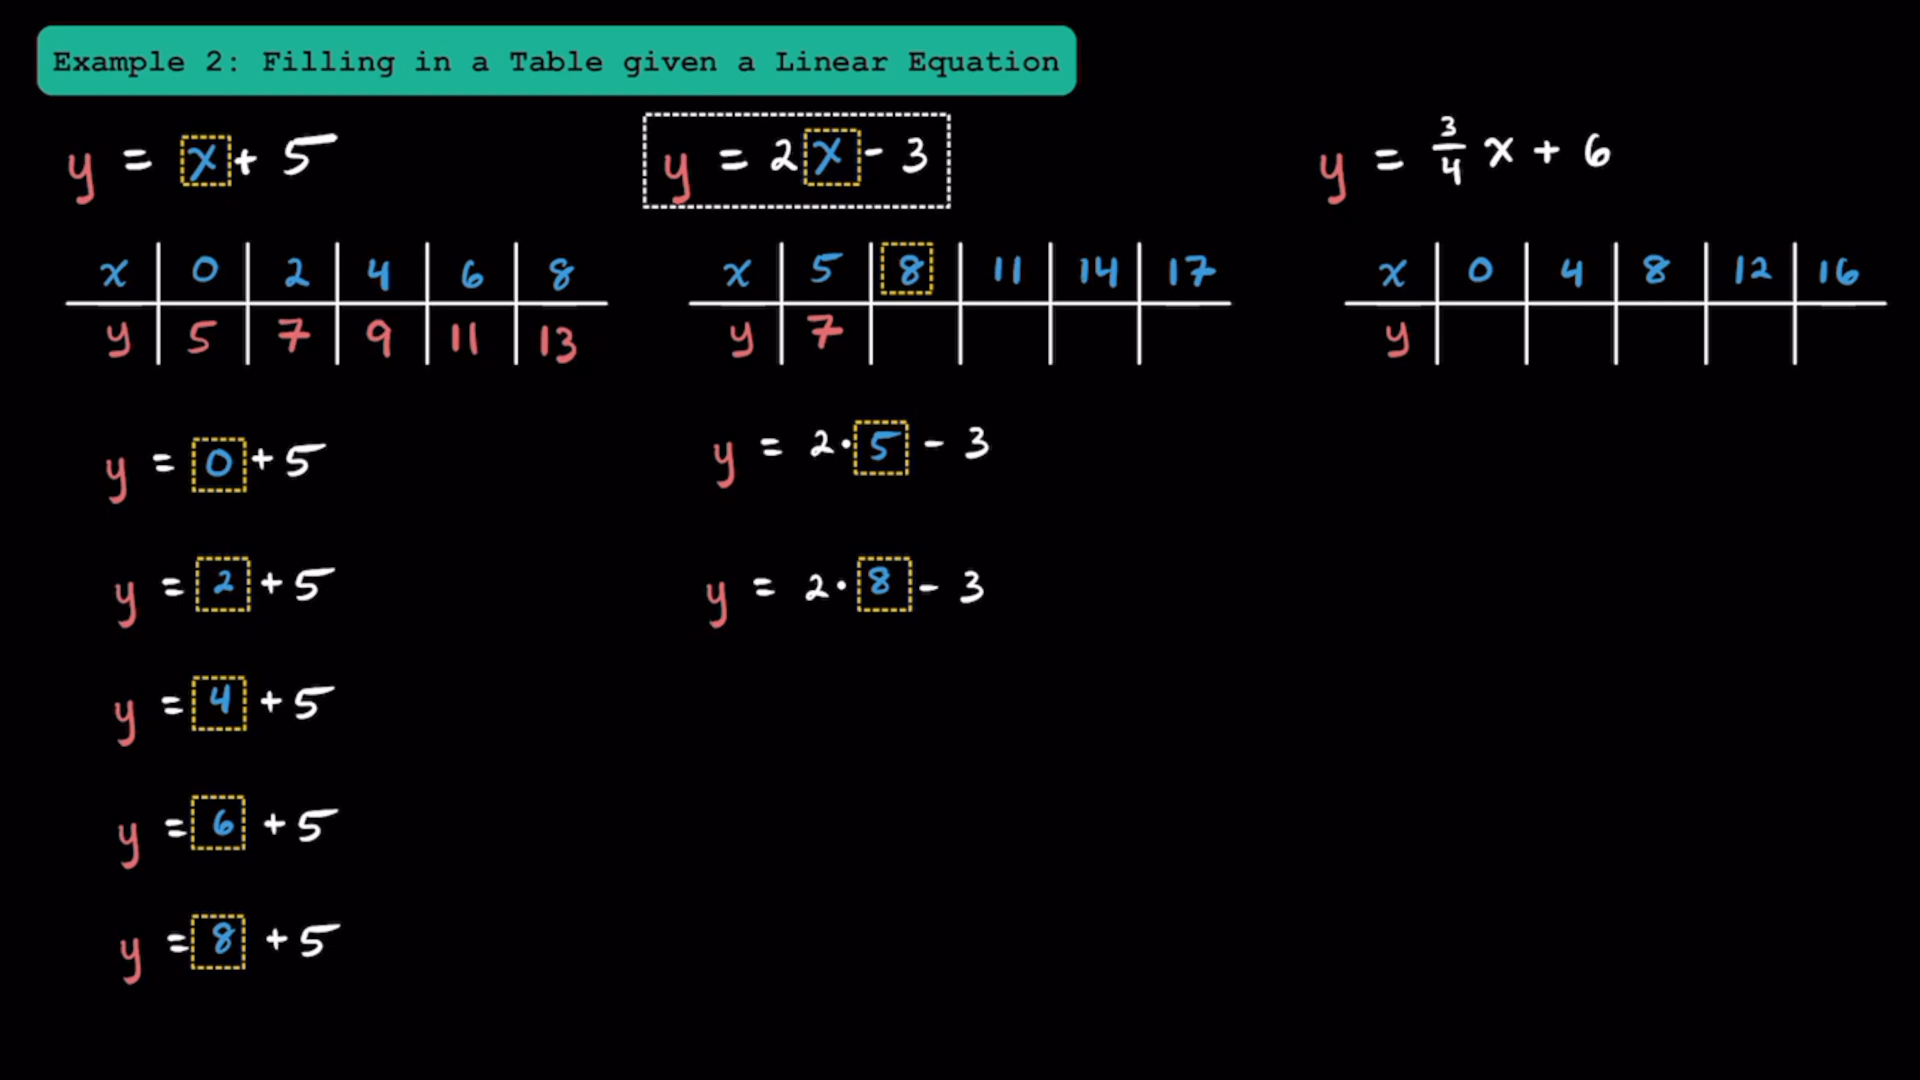 Example 2: Filling in a Table given a Linear Equation
y = x + 5
x 0 2 4 6 8
y 5 7 9 11 13
y = 0 + 5
y = 2 + 5
y = 4 + 5
y = 6 + 5
y = 8 + 5
y = 2x - 3
x 5 8 11 14 17
y 7
y = 2 · 5 - 3
y = 2 · 8 - 3
y = 3/4 x + 6
x 0 4 8 12 16
y